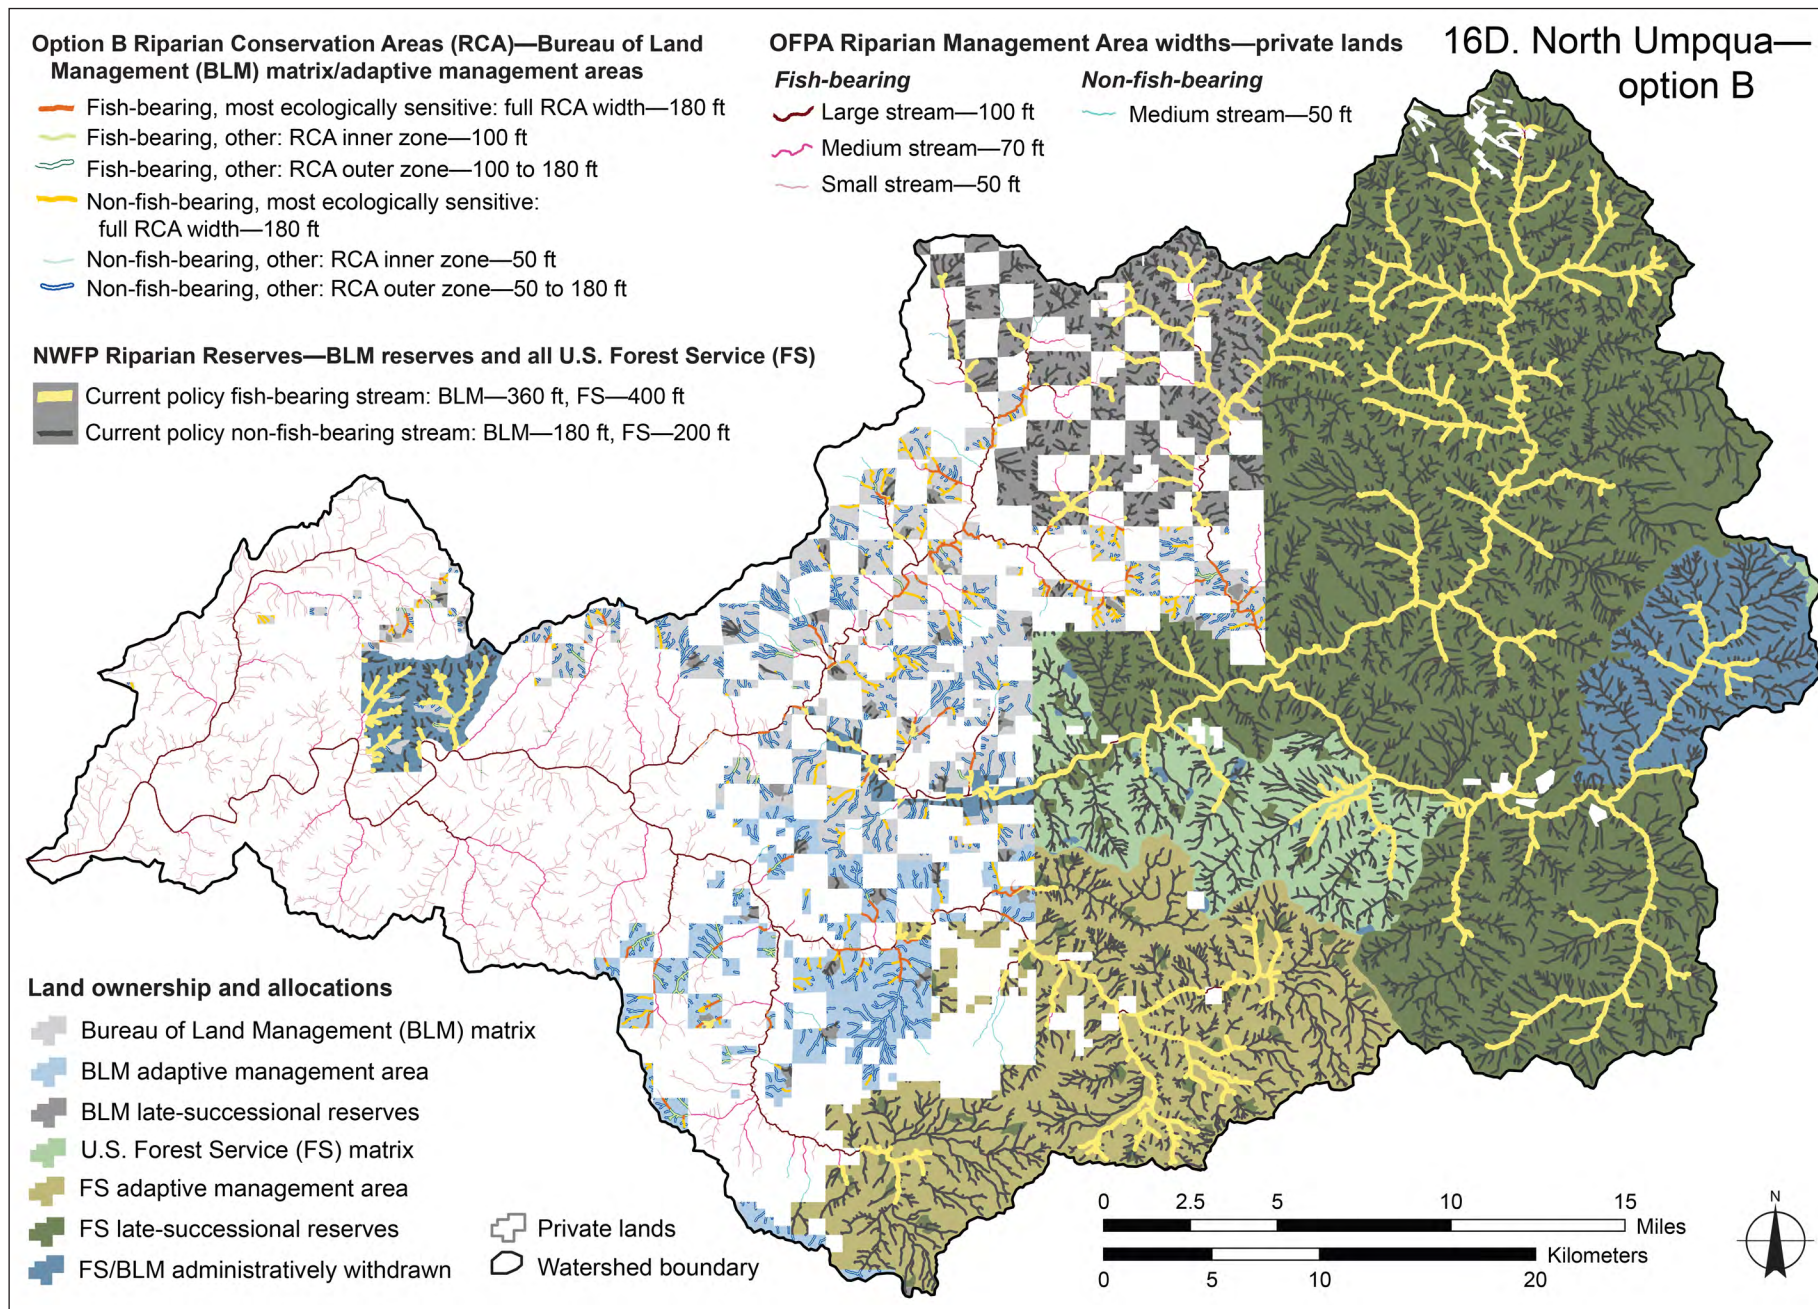 16D. North Umpqua—
option B
Option B Riparian Conservation Areas (RCA)—Bureau of Land
Management (BLM) matrix/adaptive management areas
Fish-bearing, most ecologically sensitive: full RCA width—180 ft
Fish-bearing, other: RCA inner zone—100 ft
Fish-bearing, other: RCA outer zone—100 to 180 ft
Non-fish-bearing, most ecologically sensitive:
full RCA width—180 ft
Non-fish-bearing, other: RCA inner zone—50 ft
Non-fish-bearing, other: RCA outer zone—50 to 180 ft
OFPA Riparian Management Area widths—private lands
Fish-bearing
Large stream—100 ft
Medium stream—70 ft
Small stream—50 ft
Non-fish-bearing
Medium stream—50 ft
NWFP Riparian Reserves—BLM reserves and all U.S. Forest Service (FS)
Current policy fish-bearing stream: BLM—360 ft, FS—400 ft
Current policy non-fish-bearing stream: BLM—180 ft, FS—200 ft
Land ownership and allocations
Bureau of Land Management (BLM) matrix
BLM adaptive management area
BLM late-successional reserves
U.S. Forest Service (FS) matrix
FS adaptive management area
FS late-successional reserves
FS/BLM administratively withdrawn
Private lands
Watershed boundary
0 2.5 5 10 15
Miles
Kilometers
0 5 10 20
N